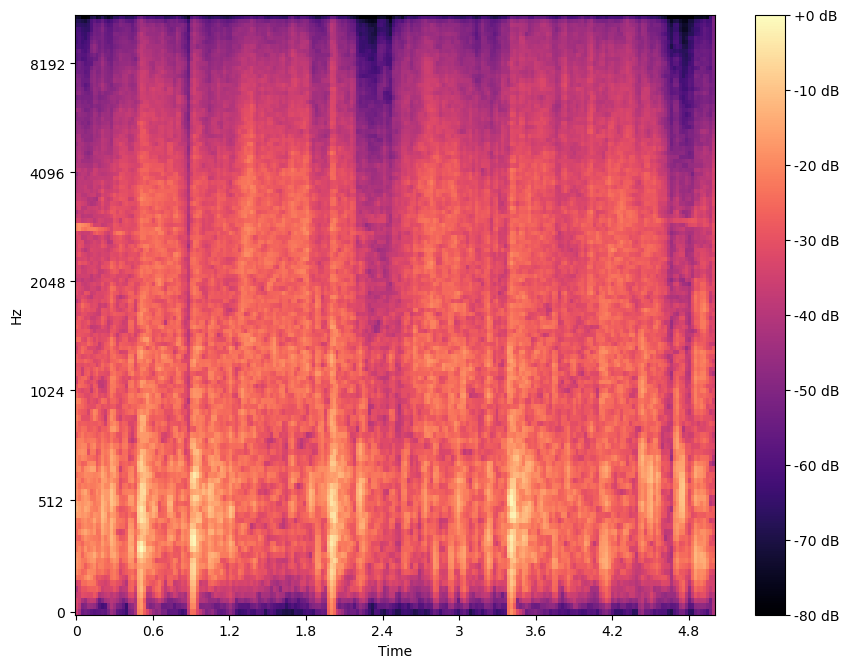 +0 dB
8192
-10 dB
4096
-20 dB
-30 dB
2048
-40 dB
Hz
1024
-50 dB
512
-60 dB
-70 dB
0
-80 dB
0 0.6 1.2 1.8 2.4 3 3.6 4.2 4.8
Time